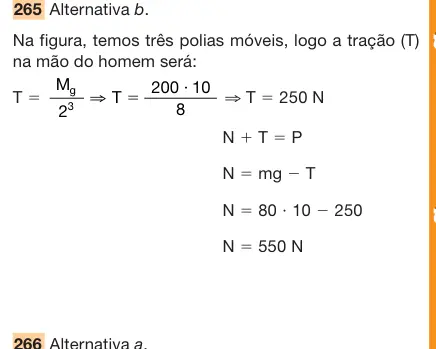 265 Alternativa b.
Na figura, temos três polias móveis, logo a tração (T)
na mão do homem será:
T = Mg / 2³ ⇒ T = 200 · 10 / 8 ⇒ T = 250 N
N + T = P
N = mg − T
N = 80 · 10 − 250
N = 550 N
266 Alternativa a.